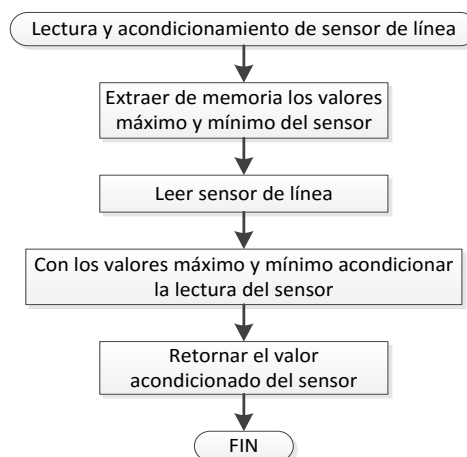 Lectura y acondicionamiento de sensor de línea
Extraer de memoria los valores
máximo y mínimo del sensor
Leer sensor de línea
Con los valores máximo y mínimo acondicionar
la lectura del sensor
Retornar el valor
acondicionado del sensor
FIN